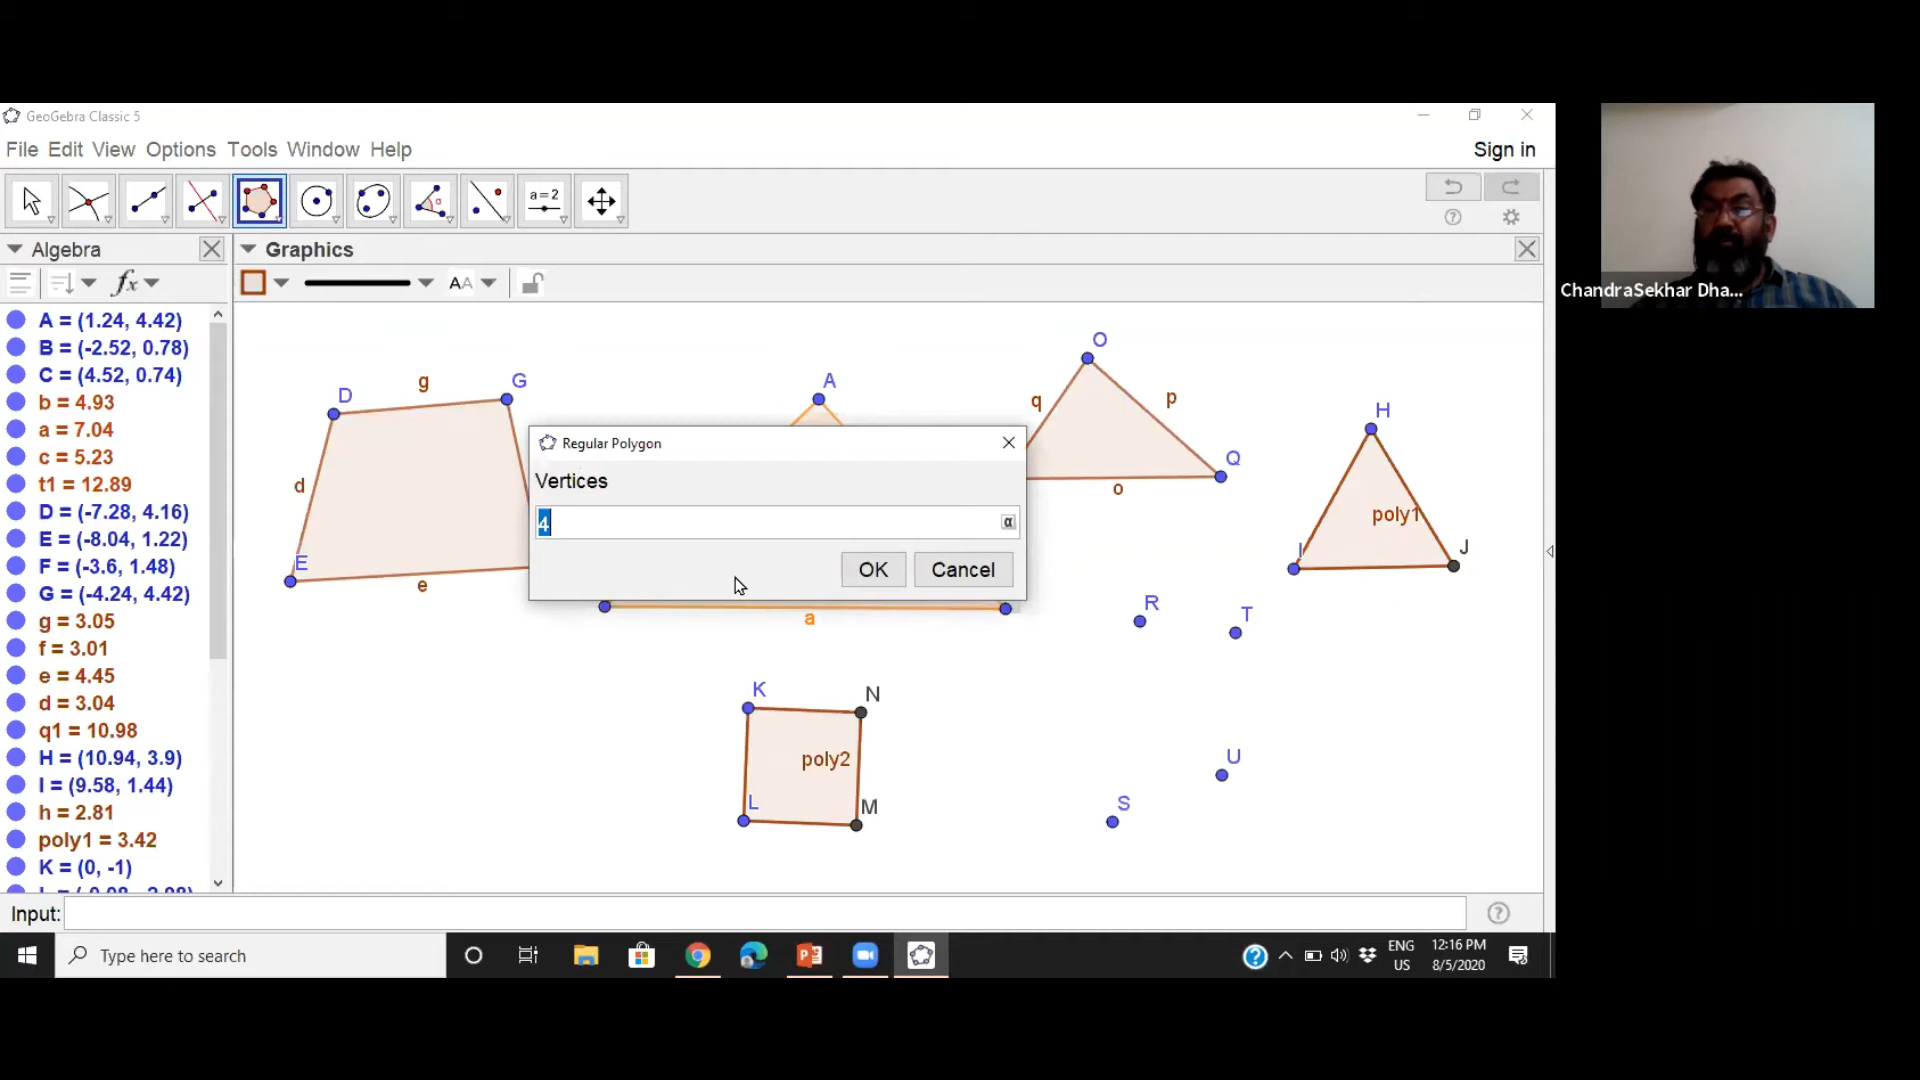 GeoGebra Classic 5
File Edit View Options Tools Window Help
Sign in
a=2
Algebra
Graphics
fx
AA
A = (1.24, 4.42)
B = (-2.52, 0.78)
C = (4.52, 0.74)
b = 4.93
a = 7.04
c = 5.23
t1 = 12.89
D = (-7.28, 4.16)
E = (-8.04, 1.22)
F = (-3.6, 1.48)
G = (-4.24, 4.42)
g = 3.05
f = 3.01
e = 4.45
d = 3.04
q1 = 10.98
H = (10.94, 3.9)
I = (9.58, 1.44)
h = 2.81
poly1 = 3.42
K = (0, -1)
D
g
G
d
E
e
A
a
O
q
p
Q
o
H
poly1
I
J
R
T
K
N
poly2
L
M
U
S
Regular Polygon
Vertices
4
α
OK
Cancel
Input:
Type here to search
ENG
US
12:16 PM
8/5/2020
ChandraSekhar Dha...